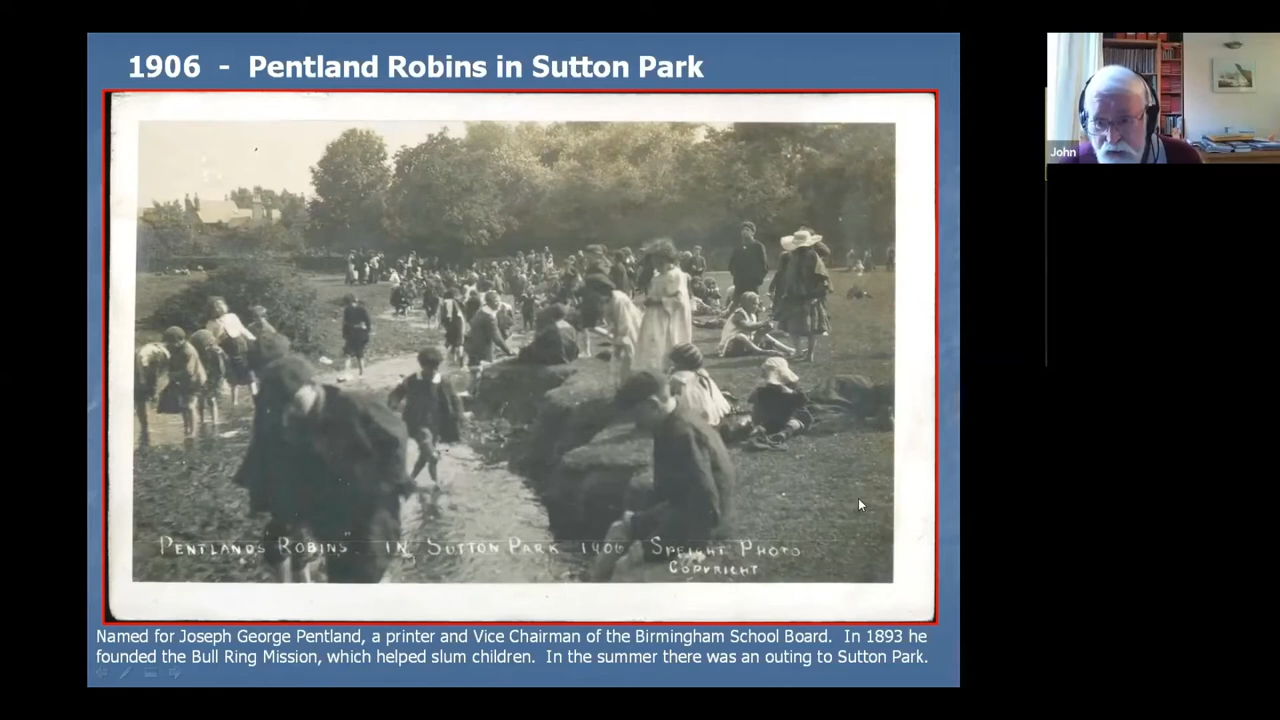 1906 - Pentland Robins in Sutton Park
"PENTLANDS ROBINS" IN SUTTON PARK 1906 SPEIGHT PHOTO
COPYRIGHT
Named for Joseph George Pentland, a printer and Vice Chairman of the Birmingham School Board. In 1893 he
founded the Bull Ring Mission, which helped slum children. In the summer there was an outing to Sutton Park.
John